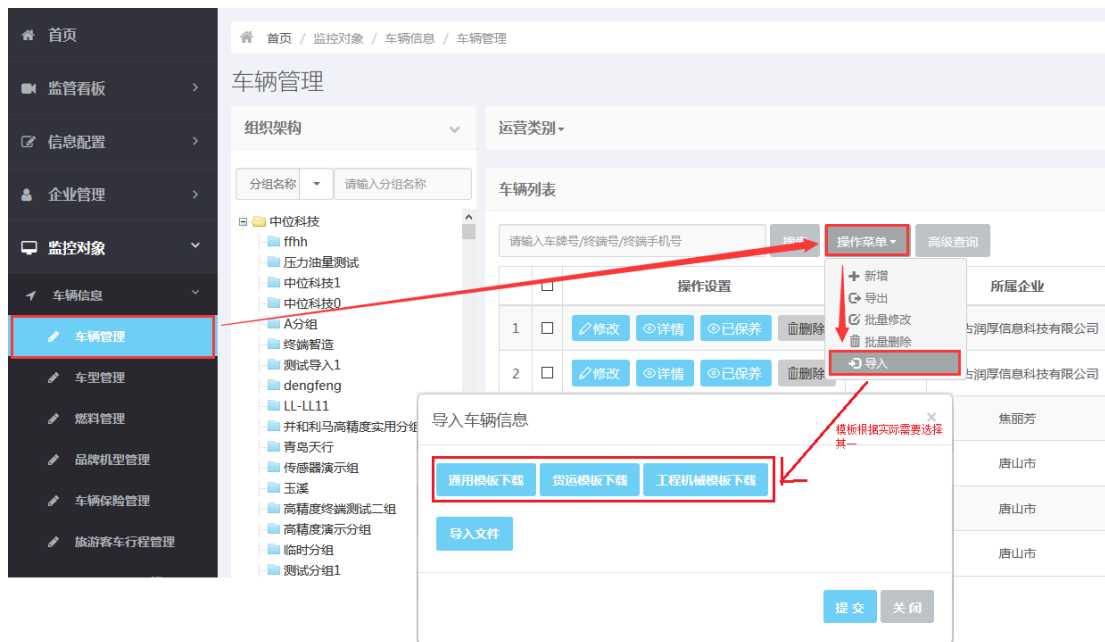 首页
监管看板
信息配置
企业管理
监控对象
车辆信息
车辆管理
车型管理
燃料管理
品牌机型管理
车辆保险管理
旅游客车行程管理
首页 / 监控对象 / 车辆信息 / 车辆管理
车辆管理
组织架构
分组名称 请输入分组名称
中位科技
ffhh
压力油量测试
中位科技1
中位科技0
A分组
终端智造
测试导入1
dengfeng
LL-LL11
并和利马高精度实用分组
青岛天行
传感器演示组
玉溪
高精度终端测试二组
高精度演示分组
临时分组
测试分组1
运营类别
车辆列表
请输入车牌号/终端号/终端手机号 操作菜单 高级查询
新增
导出
批量修改
批量删除
导入
操作设置 所属企业
1 修改 详情 已保养 删除 润厚信息科技有限公司
2 修改 详情 已保养 删除 润厚信息科技有限公司
焦丽芳
唐山市
唐山市
唐山市
导入车辆信息 ×
模板根据实际需要选择
其一
通用模板下载 货运模板下载 工程机械模板下载
导入文件
提交 关闭